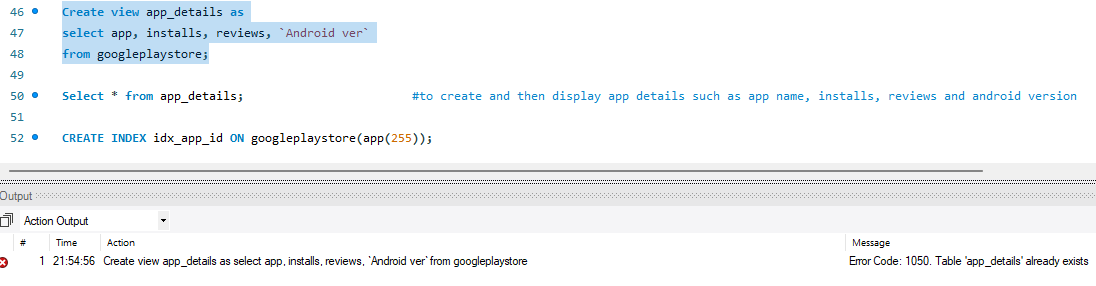 46 Create view app_details as
47 select app, installs, reviews, `Android ver`
48 from googleplaystore;
49
50 Select * from app_details; #to create and then display app details such as app name, installs, reviews and android version
51
52 CREATE INDEX idx_app_id ON googleplaystore(app(255));
Output
Action Output
# Time Action Message
1 21:54:56 Create view app_details as select app, installs, reviews, `Android ver` from googleplaystore Error Code: 1050. Table 'app_details' already exists